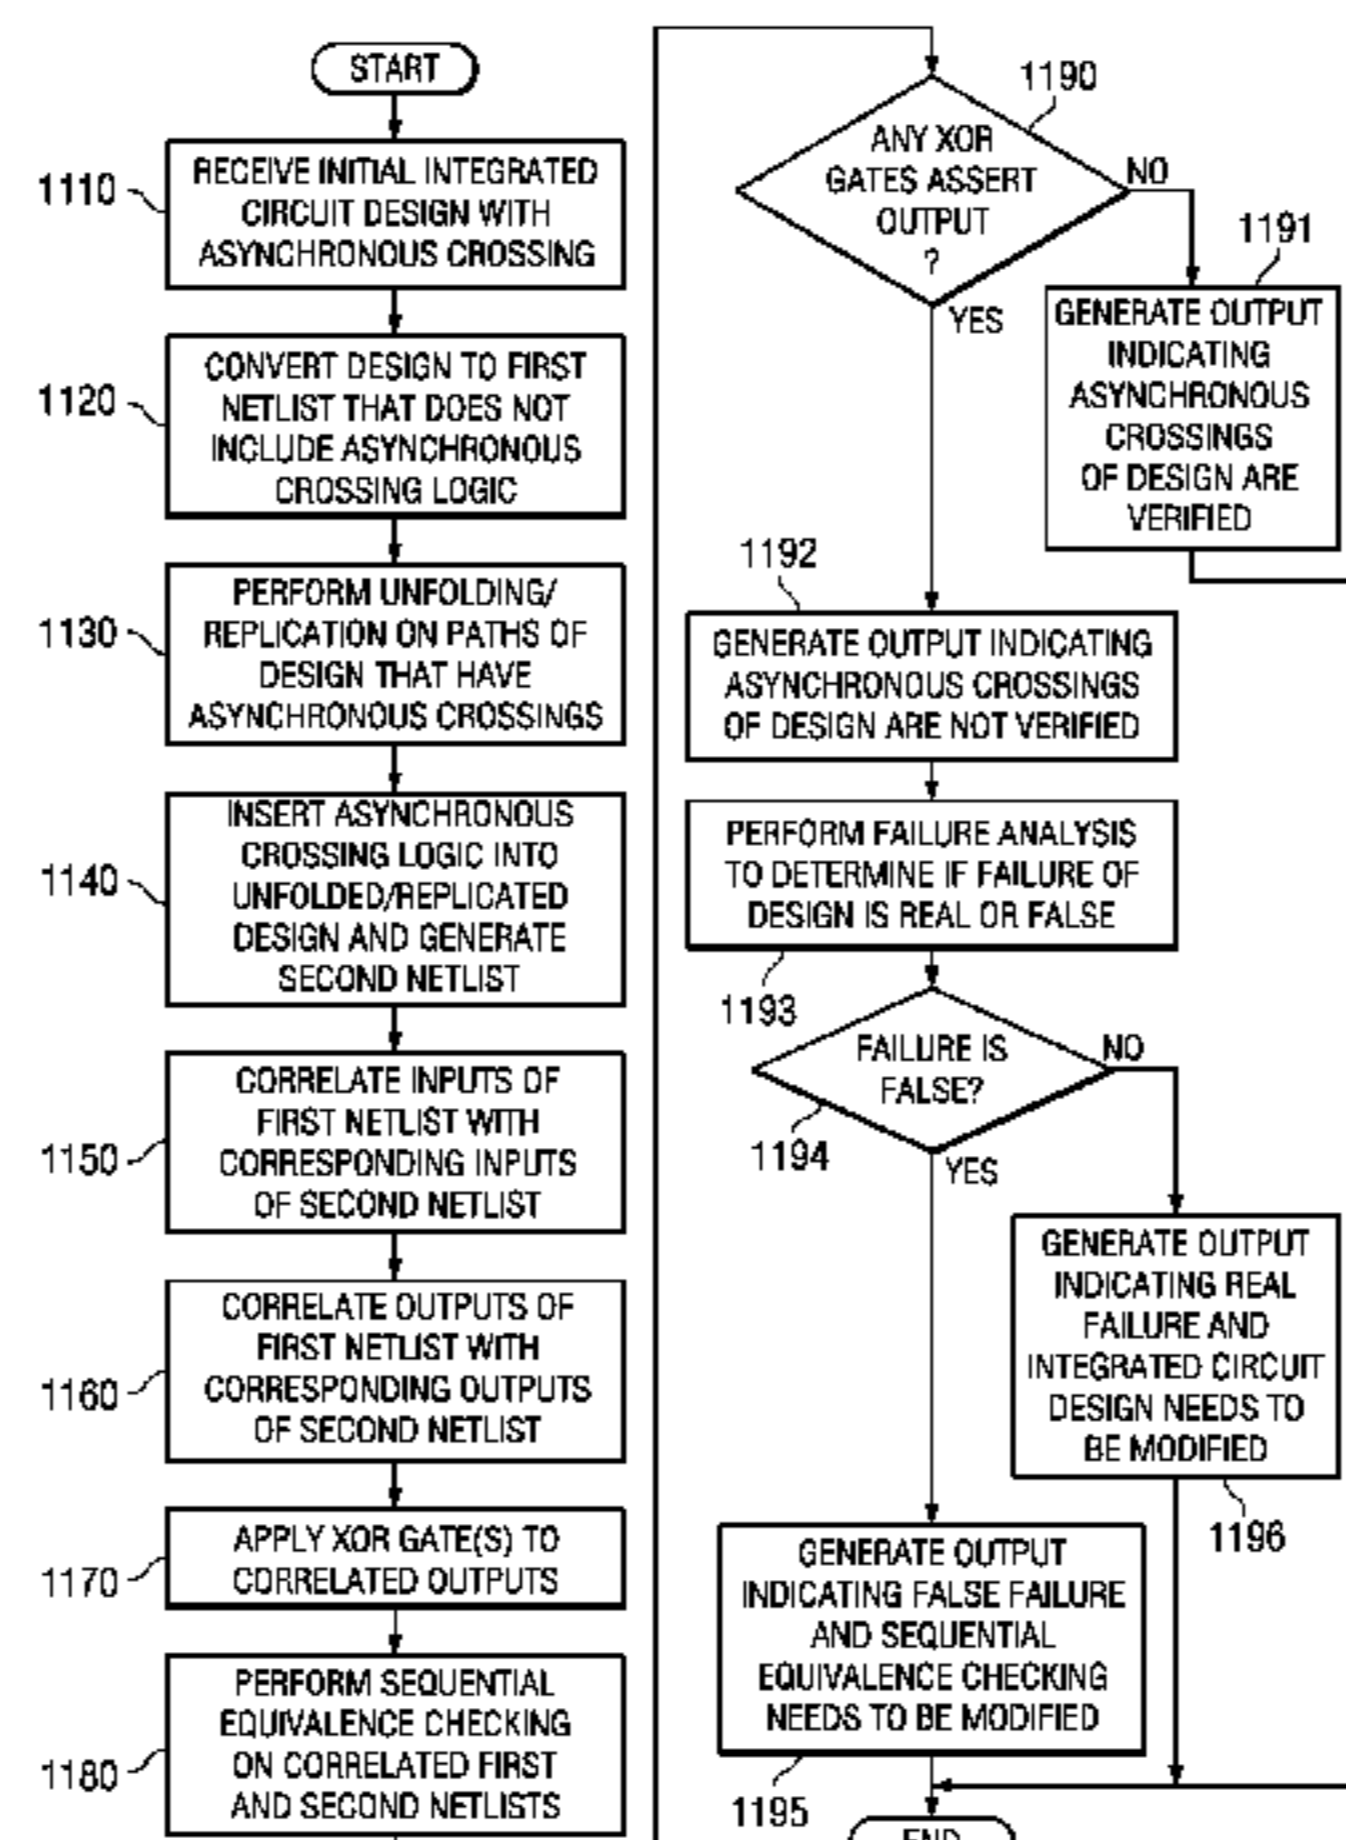 START
1110
RECEIVE INITIAL INTEGRATED
CIRCUIT DESIGN WITH
ASYNCHRONOUS CROSSING
1120
CONVERT DESIGN TO FIRST
NETLIST THAT DOES NOT
INCLUDE ASYNCHRONOUS
CROSSING LOGIC
1130
PERFORM UNFOLDING/
REPLICATION ON PATHS OF
DESIGN THAT HAVE
ASYNCHRONOUS CROSSINGS
1140
INSERT ASYNCHRONOUS
CROSSING LOGIC INTO
UNFOLDED/REPLICATED
DESIGN AND GENERATE
SECOND NETLIST
1150
CORRELATE INPUTS OF
FIRST NETLIST WITH
CORRESPONDING INPUTS
OF SECOND NETLIST
1160
CORRELATE OUTPUTS OF
FIRST NETLIST WITH
CORRESPONDING OUTPUTS
OF SECOND NETLIST
1170
APPLY XOR GATE(S) TO
CORRELATED OUTPUTS
1180
PERFORM SEQUENTIAL
EQUIVALENCE CHECKING
ON CORRELATED FIRST
AND SECOND NETLISTS
1190
ANY XOR
GATES ASSERT
OUTPUT
?
NO
YES
1191
GENERATE OUTPUT
INDICATING
ASYNCHRONOUS
CROSSINGS
OF DESIGN ARE
VERIFIED
1192
GENERATE OUTPUT INDICATING
ASYNCHRONOUS CROSSINGS
OF DESIGN ARE NOT VERIFIED
PERFORM FAILURE ANALYSIS
TO DETERMINE IF FAILURE OF
DESIGN IS REAL OR FALSE
1193
FAILURE IS
FALSE?
NO
1194
YES
GENERATE OUTPUT
INDICATING REAL
FAILURE AND
INTEGRATED CIRCUIT
DESIGN NEEDS TO
BE MODIFIED
1196
GENERATE OUTPUT
INDICATING FALSE FAILURE
AND SEQUENTIAL
EQUIVALENCE CHECKING
NEEDS TO BE MODIFIED
1195
END